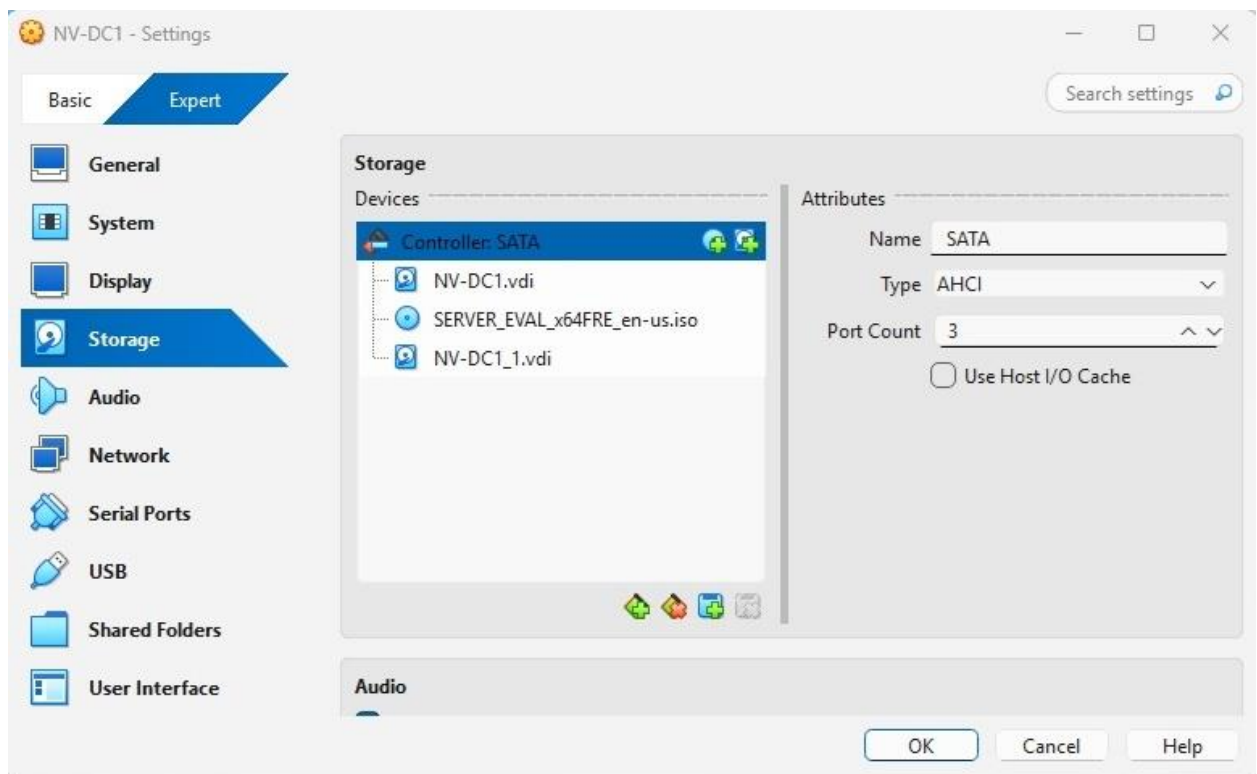 NV-DC1 - Settings
Basic
Expert
Search settings
General
System
Display
Storage
Audio
Network
Serial Ports
USB
Shared Folders
User Interface
Storage
Devices
Controller: SATA
NV-DC1.vdi
SERVER_EVAL_x64FRE_en-us.iso
NV-DC1_1.vdi
Attributes
Name SATA
Type AHCI
Port Count 3
Use Host I/O Cache
Audio
OK Cancel Help